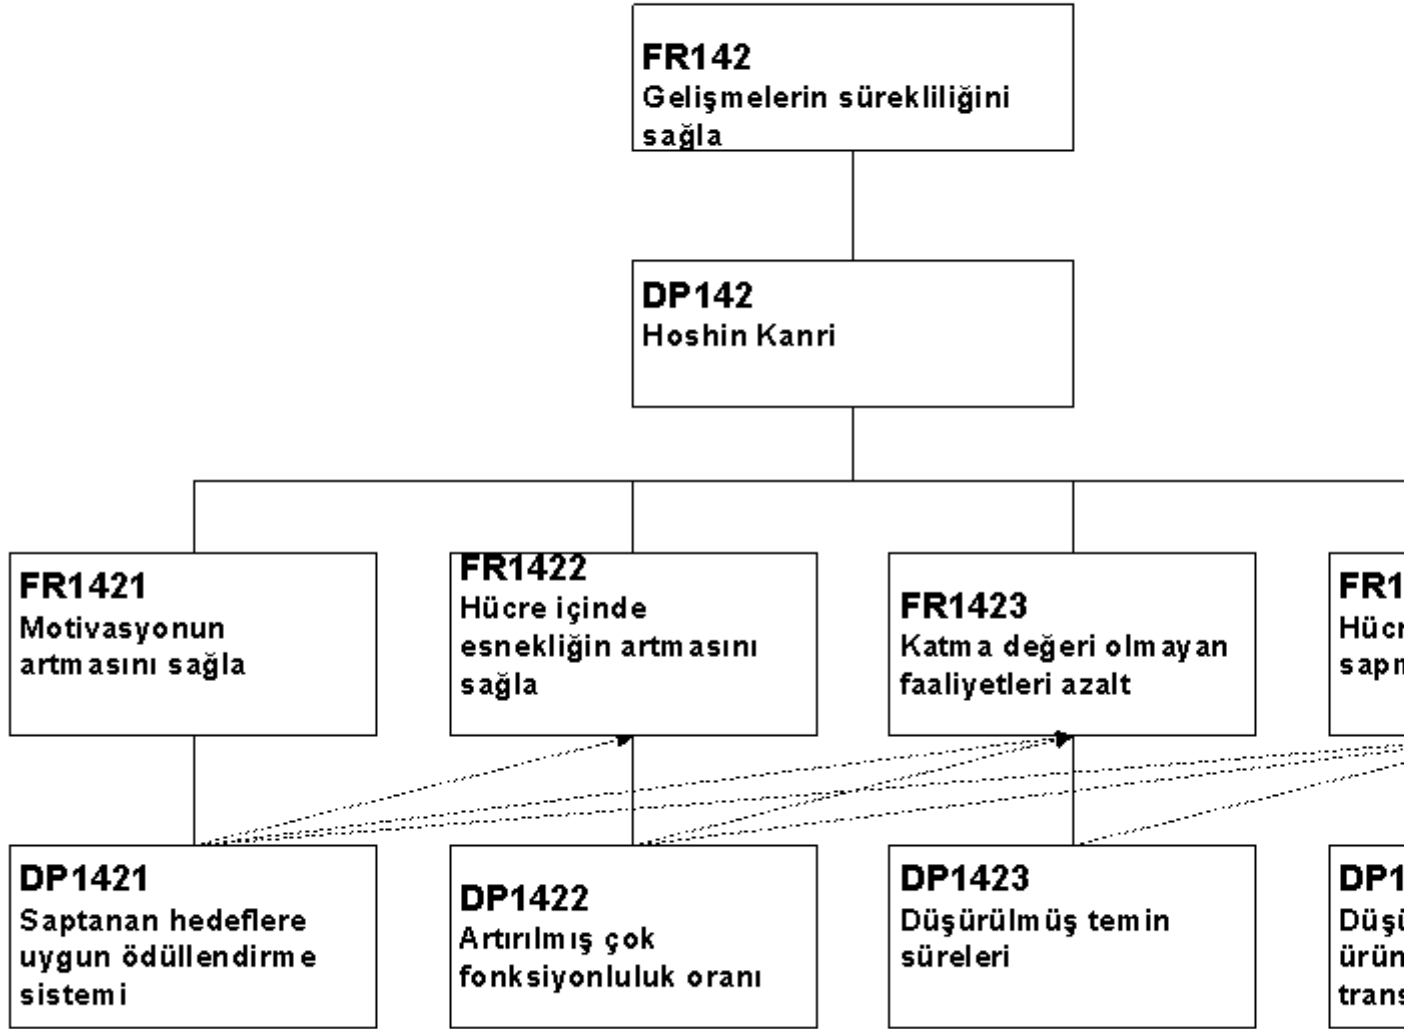 FR142
Gelişmelerin sürekliliğini
sağla
DP142
Hoshin Kanri
FR1421
Motivasyonun
artmasını sağla
FR1422
Hücre içinde
esnekliğin artmasını
sağla
FR1423
Katma değeri olmayan
faaliyetleri azalt
DP1421
Saptanan hedeflere
uygun ödüllendirme
sistemi
DP1422
Artırılmış çok
fonksiyonluluk oranı
DP1423
Düşürülmüş temin
süreleri